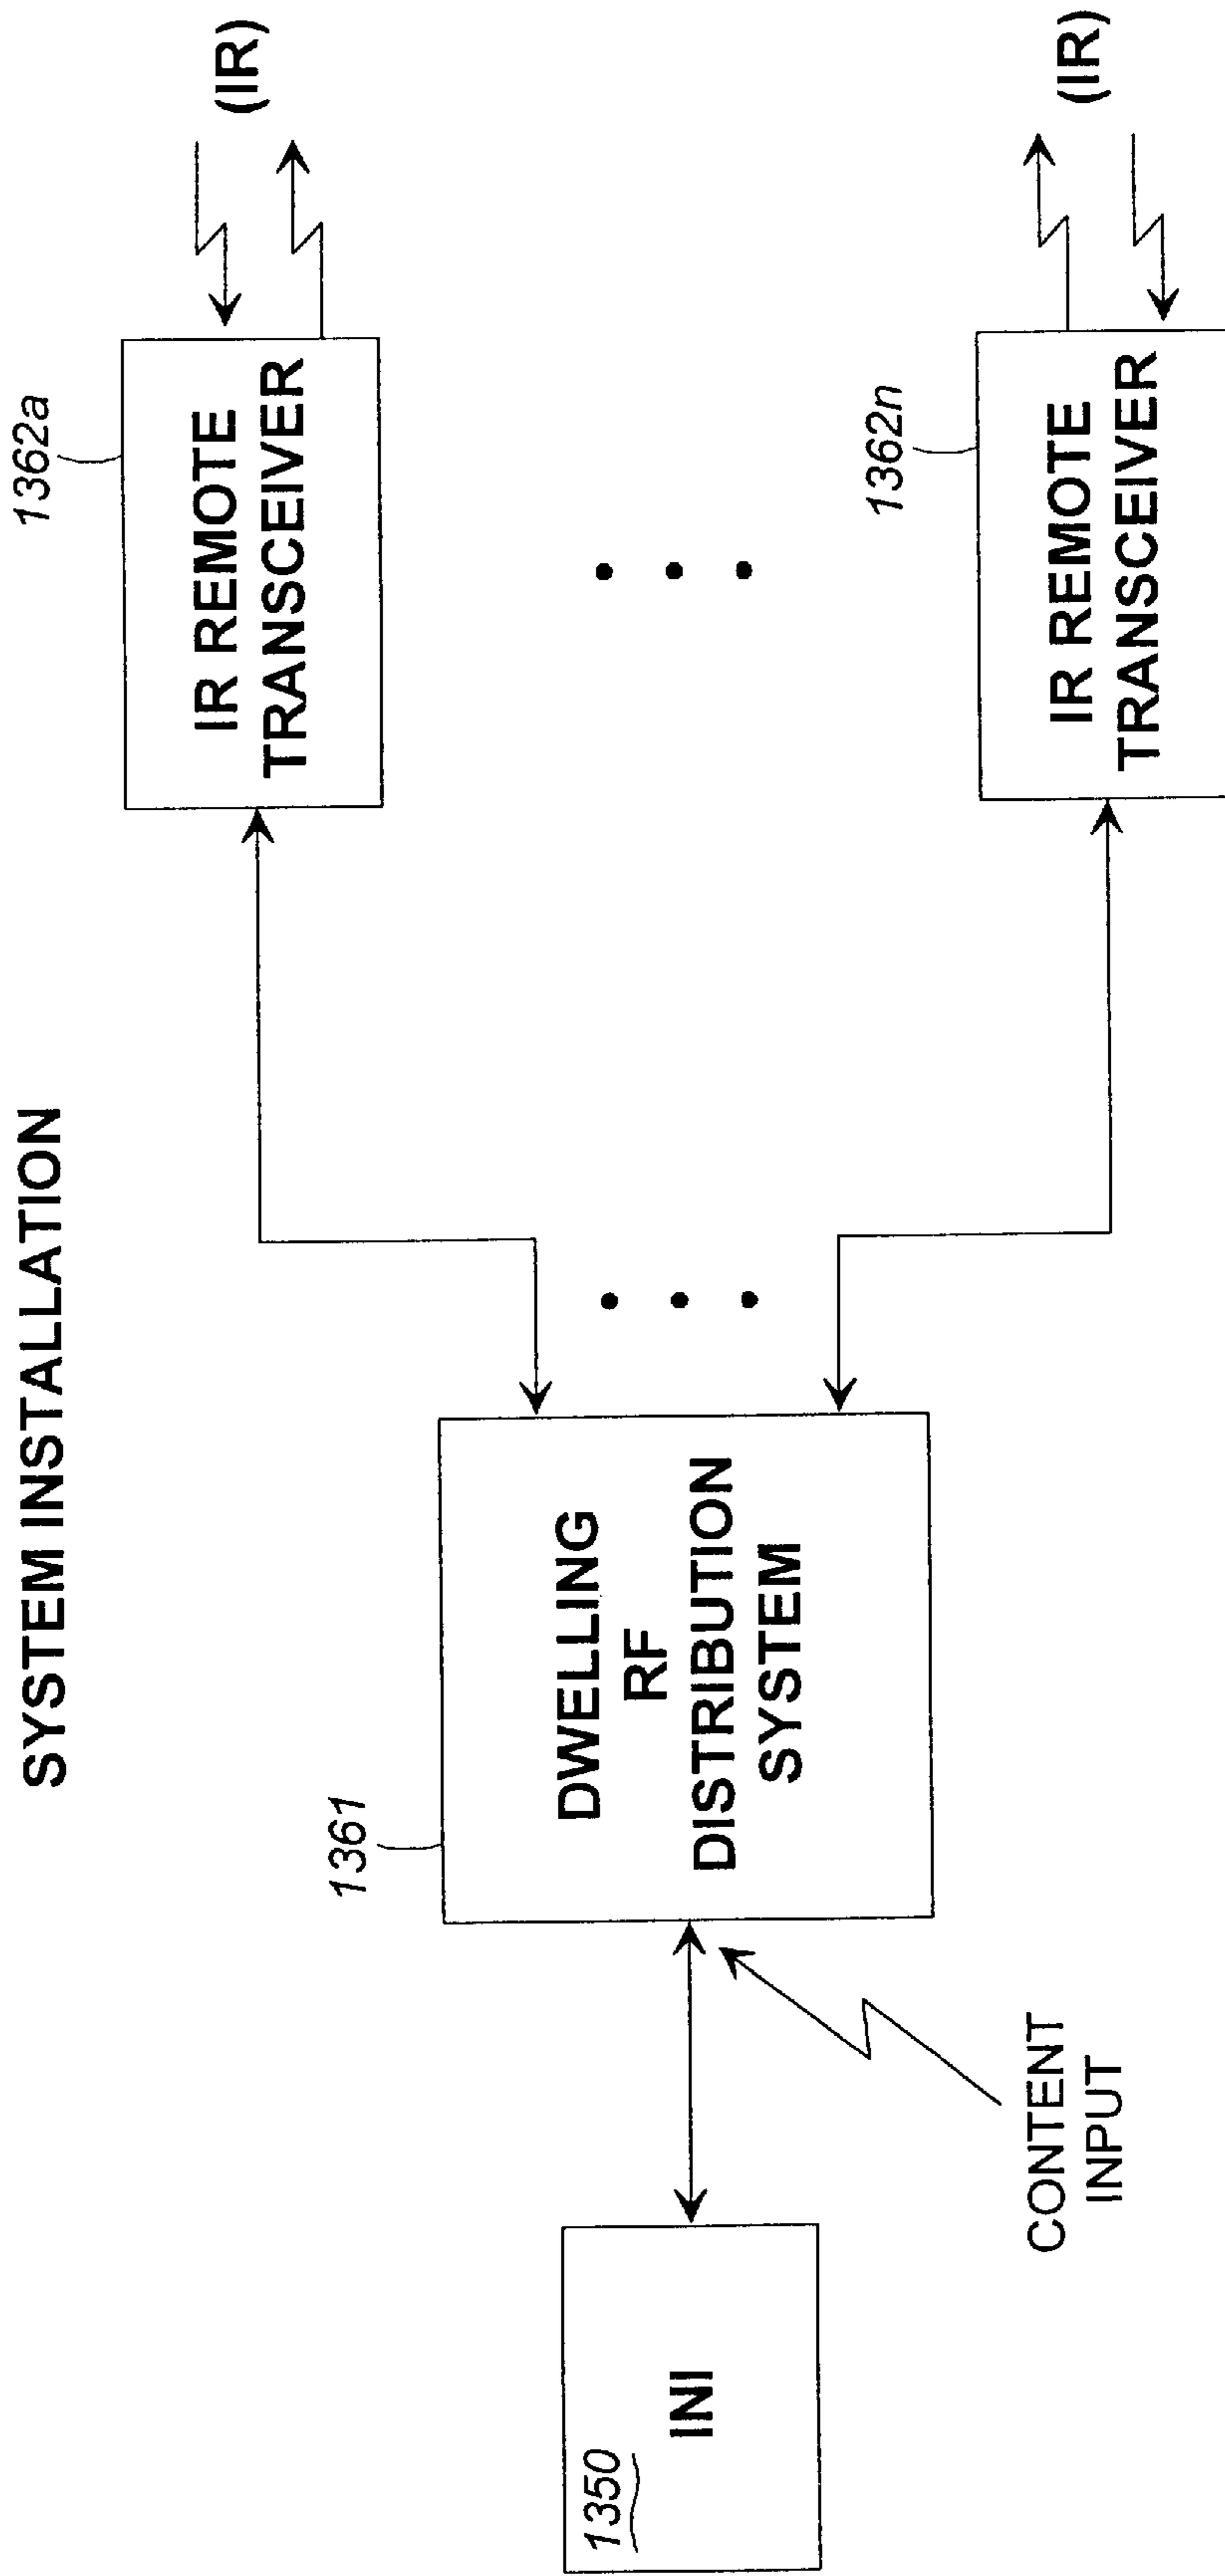 SYSTEM INSTALLATION
1350
INI
CONTENT
INPUT
1361
DWELLING
RF
DISTRIBUTION
SYSTEM
1362a
IR REMOTE
TRANSCEIVER
(IR)
1362n
IR REMOTE
TRANSCEIVER
(IR)